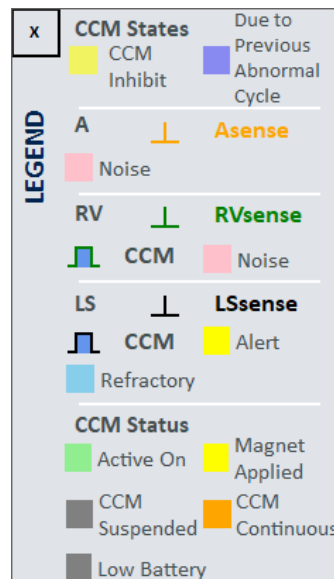 X
LEGEND
CCM States
CCM Inhibit
Due to Previous Abnormal Cycle
A Asense
Noise
RV RVsense
CCM Noise
LS LSsense
CCM Alert
Refractory
CCM Status
Active On
Magnet Applied
CCM Suspended
CCM Continuous
Low Battery